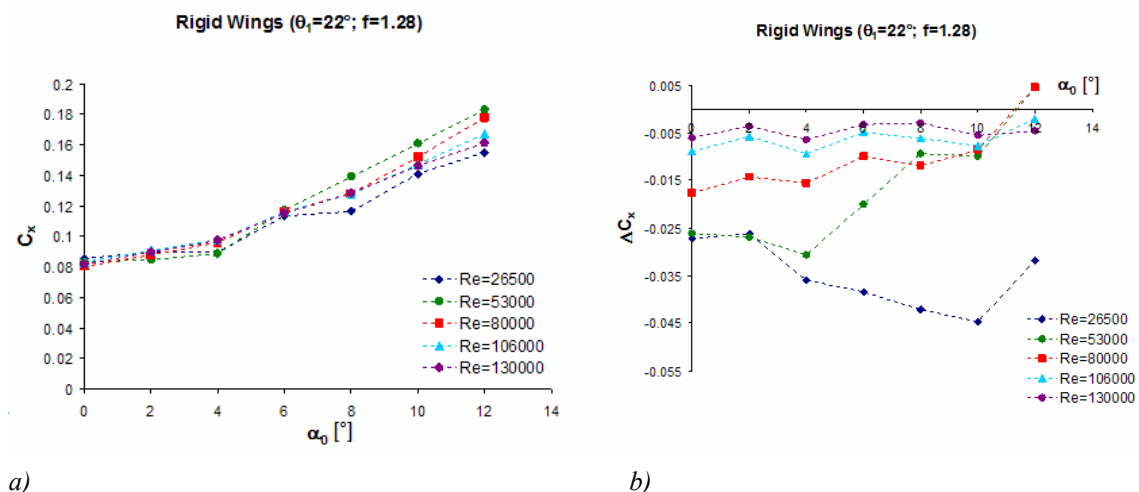 Rigid Wings (θ₁=22°; f=1.28)
0.2
0.18
0.16
0.14
0.12
0.1
0.08
0.06
0.04
0.02
0
Cₓ
0 2 4 6 8 10 12 14
α₀ [°]
Re=26500
Re=53000
Re=80000
Re=106000
Re=130000
a)
Rigid Wings (θ₁=22°; f=1.28)
α₀ [°]
0.005
-0.005
-0.015
-0.025
-0.035
-0.045
-0.055
ΔCₓ
0 2 4 6 8 10 12 14
Re=26500
Re=53000
Re=80000
Re=106000
Re=130000
b)